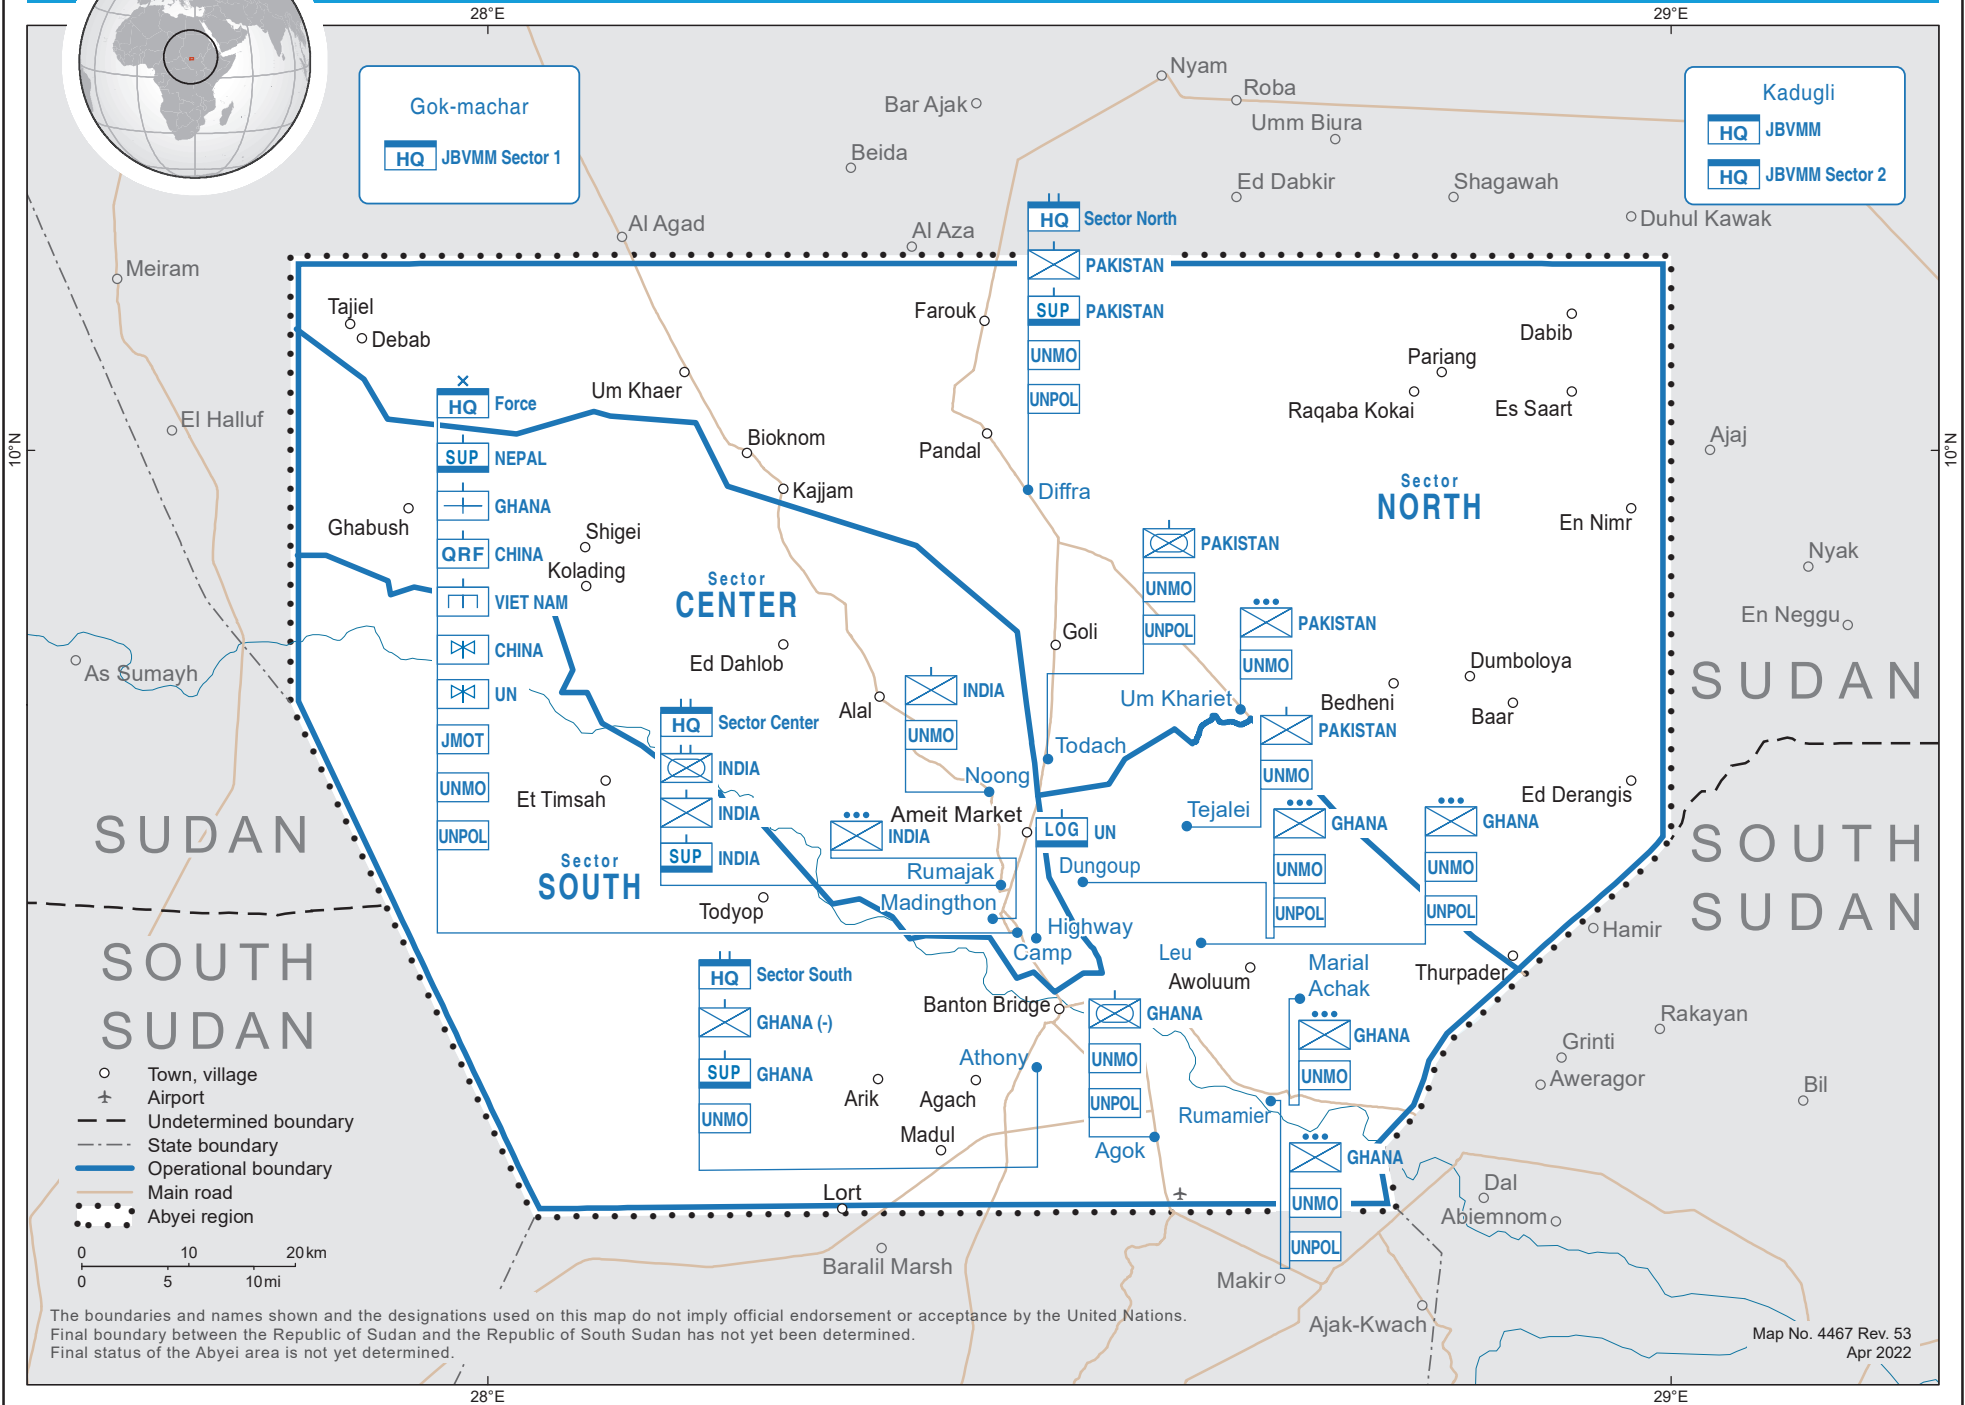 28°E
29°E
Gok-machar
HQ JBVMM Sector 1
Kadugli
HQ JBVMM
HQ JBVMM Sector 2
Nyam
Roba
Bar Ajak
Umm Biura
Beida
Ed Dabkir
Shagawah
Duhul Kawak
Al Agad
Al Aza
Meiram
HQ Sector North
PAKISTAN
SUP PAKISTAN
UNMO
UNPOL
Diffra
Tajiel
Debab
Farouk
Dabib
Pariang
Um Khaer
Raqaba Kokai
Es Saart
El Halluf
10°N
10°N
Ajaj
Bioknom
Pandal
Kajjam
Sector
NORTH
En Nimr
Ghabush
Shigei
Kolading
Nyak
En Neggu
HQ Force
SUP NEPAL
GHANA
QRF CHINA
VIET NAM
CHINA
UN
JMOT
UNMO
UNPOL
Sector
CENTER
PAKISTAN
UNMO
UNPOL
PAKISTAN
UNMO
Goli
Ed Dahlob
As Sumayh
Alal
INDIA
UNMO
Um Khariet
Bedheni
Dumboloya
Baar
SUDAN
HQ Sector Center
INDIA
INDIA
SUP INDIA
PAKISTAN
UNMO
Todach
Noong
Et Timsah
Ameit Market
Tejalei
Ed Derangis
INDIA
LOG UN
GHANA
UNMO
UNPOL
GHANA
UNMO
UNPOL
SUDAN
SOUTH
SUDAN
Sector
SOUTH
Rumajak
Dungoup
Madingthon
Todyop
Highway
Camp
Leu
Hamir
SOUTH
SUDAN
HQ Sector South
GHANA (-)
SUP GHANA
UNMO
Awoluum
Marial
Achak
Thurpader
Banton Bridge
GHANA
UNMO
UNPOL
GHANA
UNMO
Rakayan
Grinti
Aweragor
Bil
Athony
Arik
Agach
Madul
Rumamier
Agok
GHANA
UNMO
UNPOL
Lort
Dal
Abiemnom
Baralil Marsh
Makir
Ajak-Kwach
Town, village
Airport
Undetermined boundary
State boundary
Operational boundary
Main road
Abyei region
0 10 20 km
0 5 10 mi
The boundaries and names shown and the designations used on this map do not imply official endorsement or acceptance by the United Nations.
Final boundary between the Republic of Sudan and the Republic of South Sudan has not yet been determined.
Final status of the Abyei area is not yet determined.
Map No. 4467 Rev. 53
Apr 2022
28°E
29°E